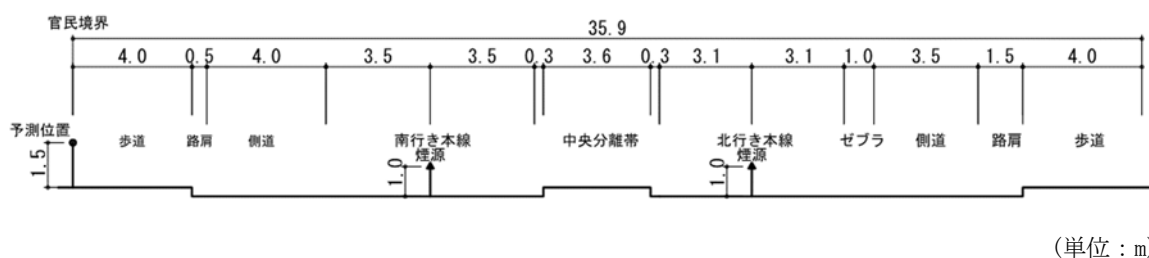 官民境界
35.9
4.0 0.5 4.0 3.5 3.5 0.3 3.6 0.3 3.1 3.1 1.0 3.5 1.5 4.0
予測位置 歩道 路肩 側道 南行き本線 中央分離帯 北行き本線 ゼブラ 側道 路肩 歩道
煙源 煙源
1.5 1.0 1.0
(単位：m)